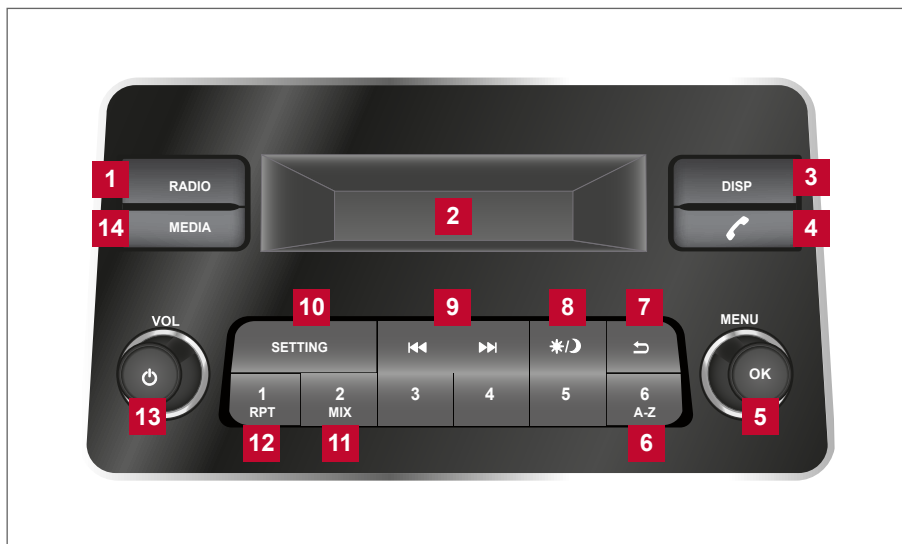 1 RADIO
14 MEDIA
2
DISP 3
4
VOL
13
10
SETTING
9
8
7
1 RPT
12
2 MIX
11
3
4
5
6 A-Z
6
MENU
OK
5